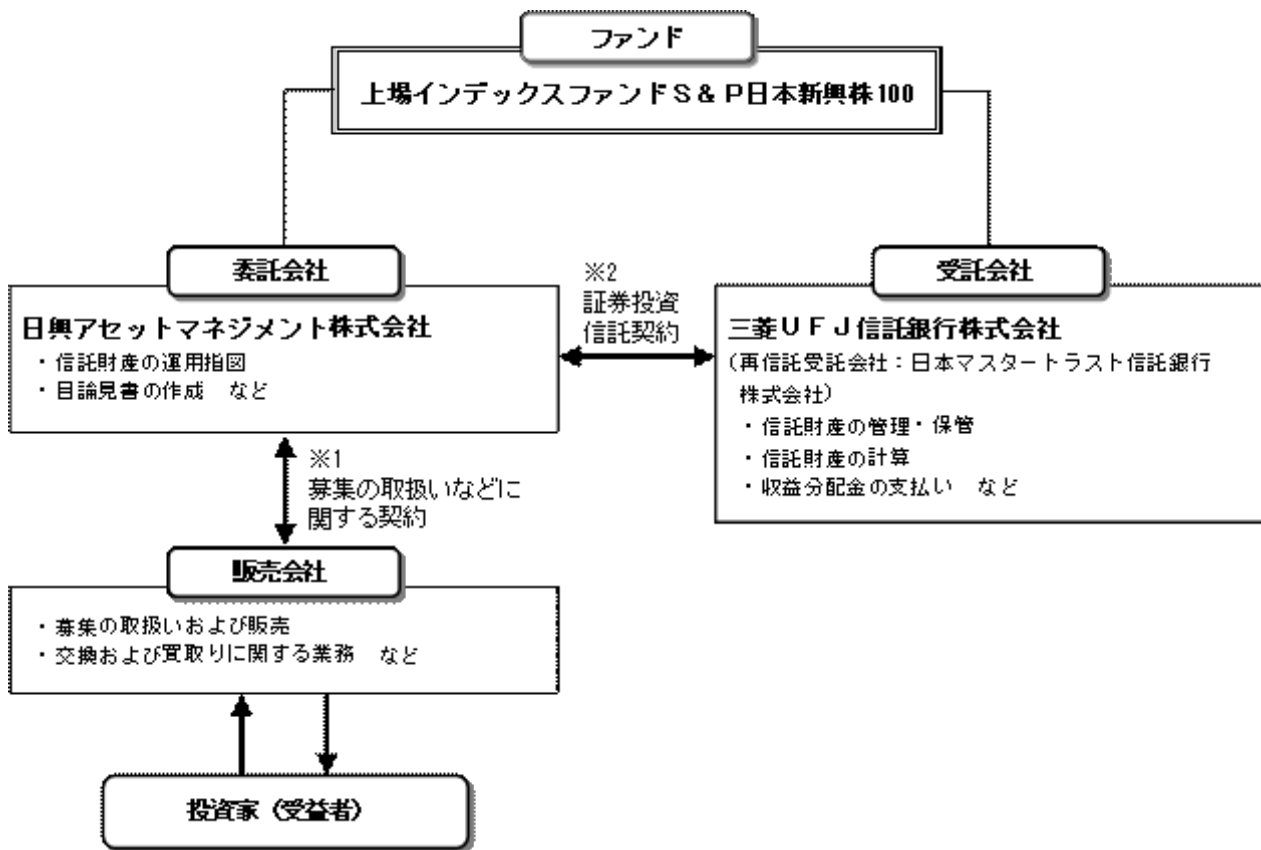 ファンド
上場インデックスファンドS＆P日本新興株100
委託会社
日興アセットマネジメント株式会社
・信託財産の運用指図
・目論見書の作成　など
※2
証券投資
信託契約
受託会社
三菱UFJ信託銀行株式会社
(再信託受託会社：日本マスタートラスト信託銀行
株式会社)
・信託財産の管理・保管
・信託財産の計算
・収益分配金の支払い　など
※1
募集の取扱いなどに
関する契約
販売会社
・募集の取扱いおよび販売
・交換および買取りに関する業務　など
投資家（受益者）